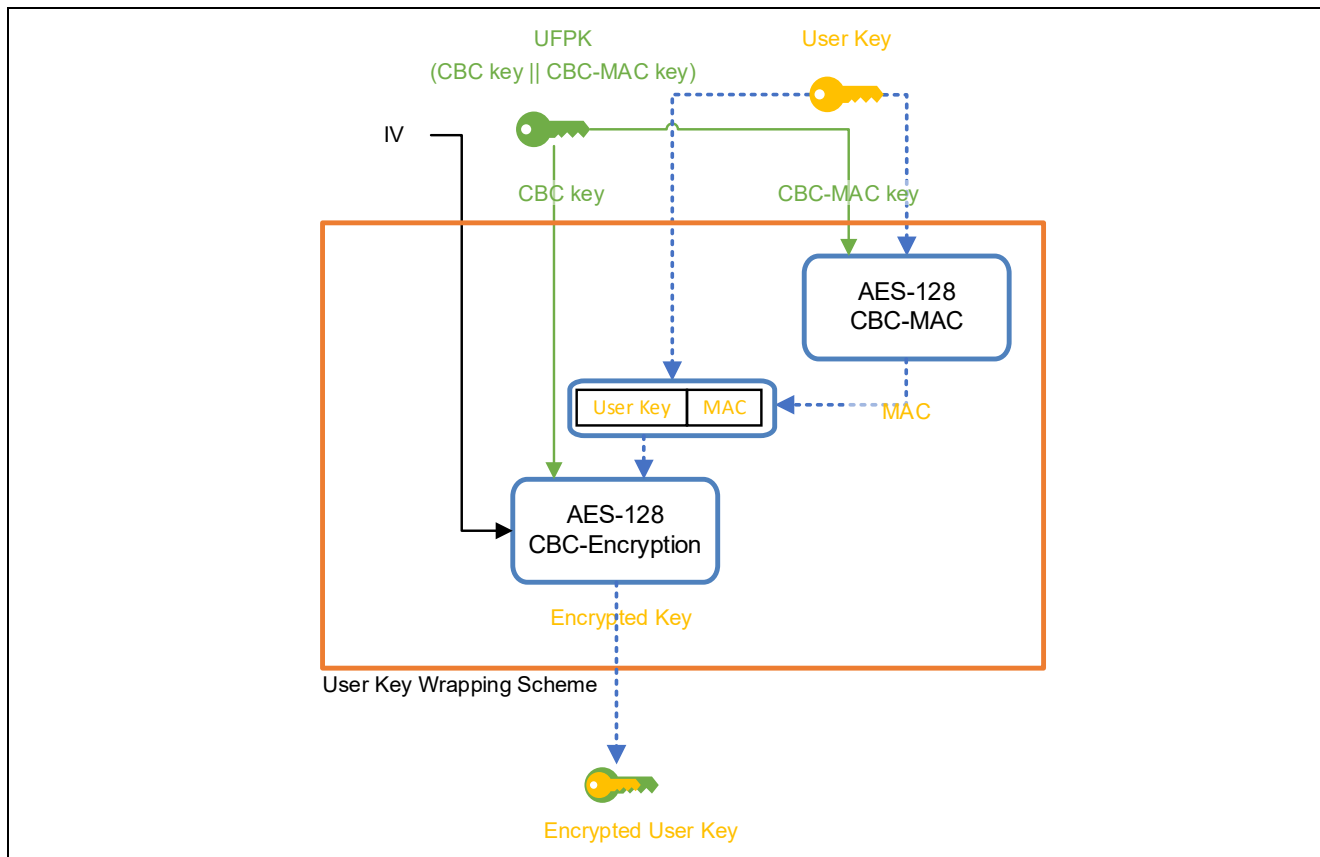 UFPK
(CBC key || CBC-MAC key)
User Key
IV
CBC key
CBC-MAC key
AES-128
CBC-MAC
User Key
MAC
MAC
AES-128
CBC-Encryption
Encrypted Key
User Key Wrapping Scheme
Encrypted User Key